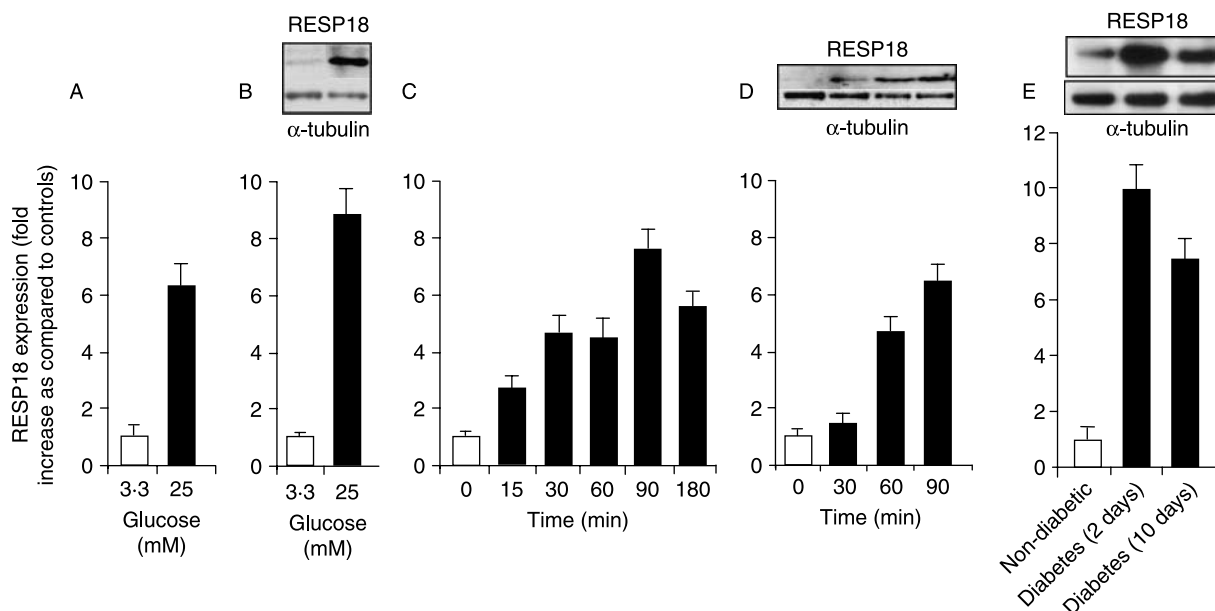 RESP18 expression (fold
increase as compared to controls)
A
10
8
6
4
2
0
3·3 25
Glucose
(mM)
RESP18
B
α-tubulin
10
8
6
4
2
0
3·3 25
Glucose
(mM)
C
10
8
6
4
2
0
0 15 30 60 90 180
Time (min)
RESP18
D
α-tubulin
10
8
6
4
2
0
0 30 60 90
Time (min)
RESP18
E
α-tubulin
12
10
8
6
4
2
0
Non-diabetic
Diabetes (2 days)
Diabetes (10 days)